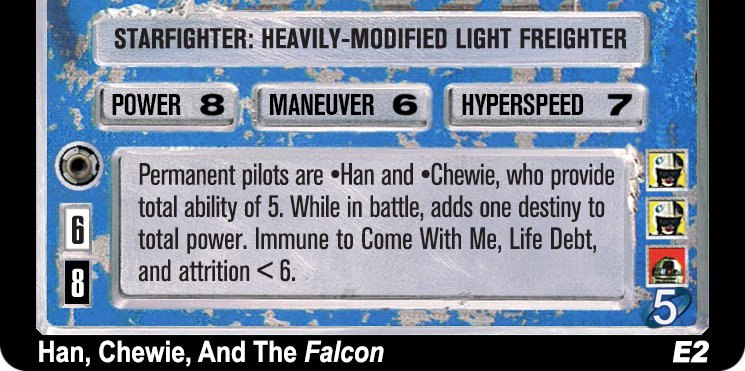 STARFIGHTER: HEAVILY-MODIFIED LIGHT FREIGHTER
POWER 8 MANEUVER 6 HYPERSPEED 7
Permanent pilots are •Han and •Chewie, who provide
total ability of 5. While in battle, adds one destiny to
total power. Immune to Come With Me, Life Debt,
and attrition < 6.
6
8
5
Han, Chewie, And The Falcon E2